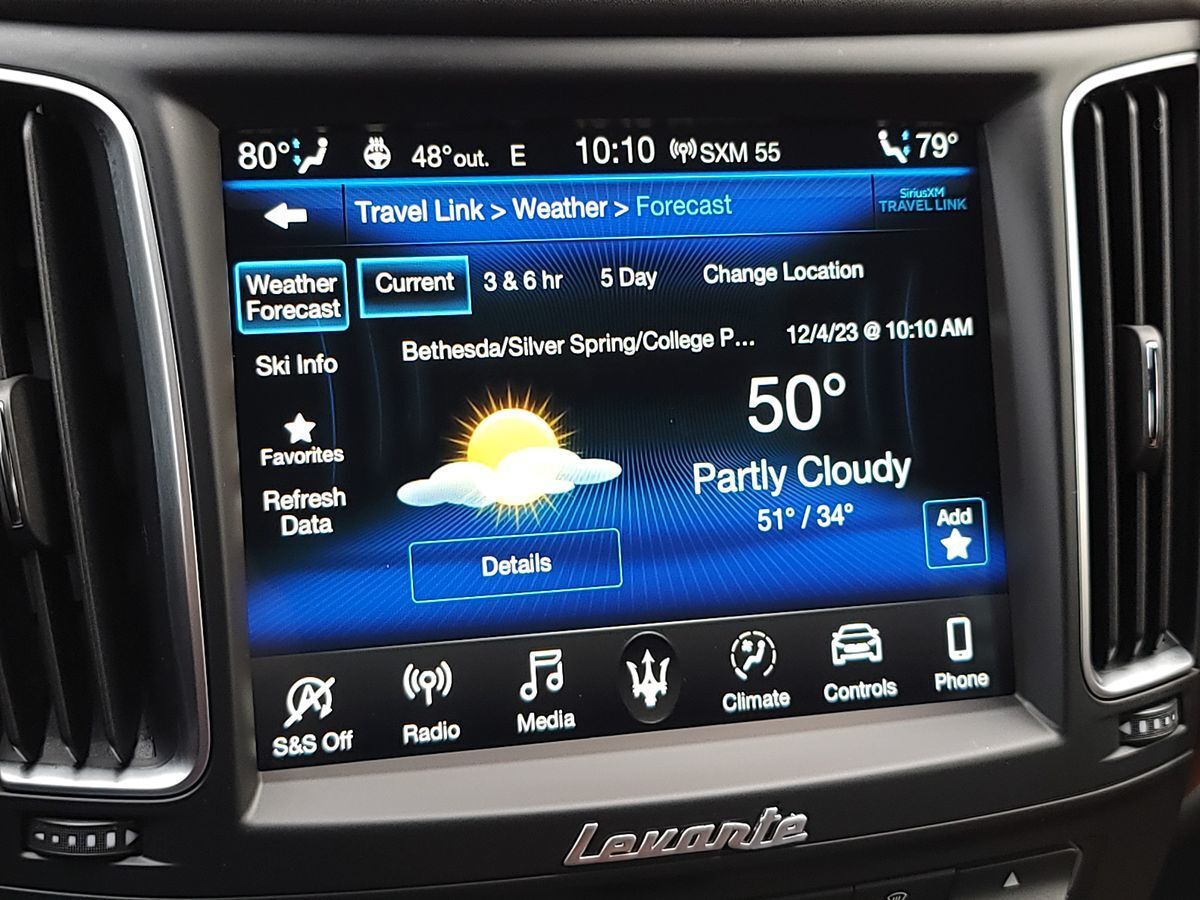 80° 48° out. E 10:10 SXM 55 79°
Travel Link > Weather > Forecast
SiriusXM
TRAVEL LINK
Weather
Forecast
Current 3 & 6 hr 5 Day Change Location
Bethesda/Silver Spring/College P... 12/4/23 @ 10:10 AM
Ski Info
50°
Favorites
Partly Cloudy
Refresh
Data
51° / 34°
Add
Details
S&S Off Radio Media Climate Controls Phone
Levante